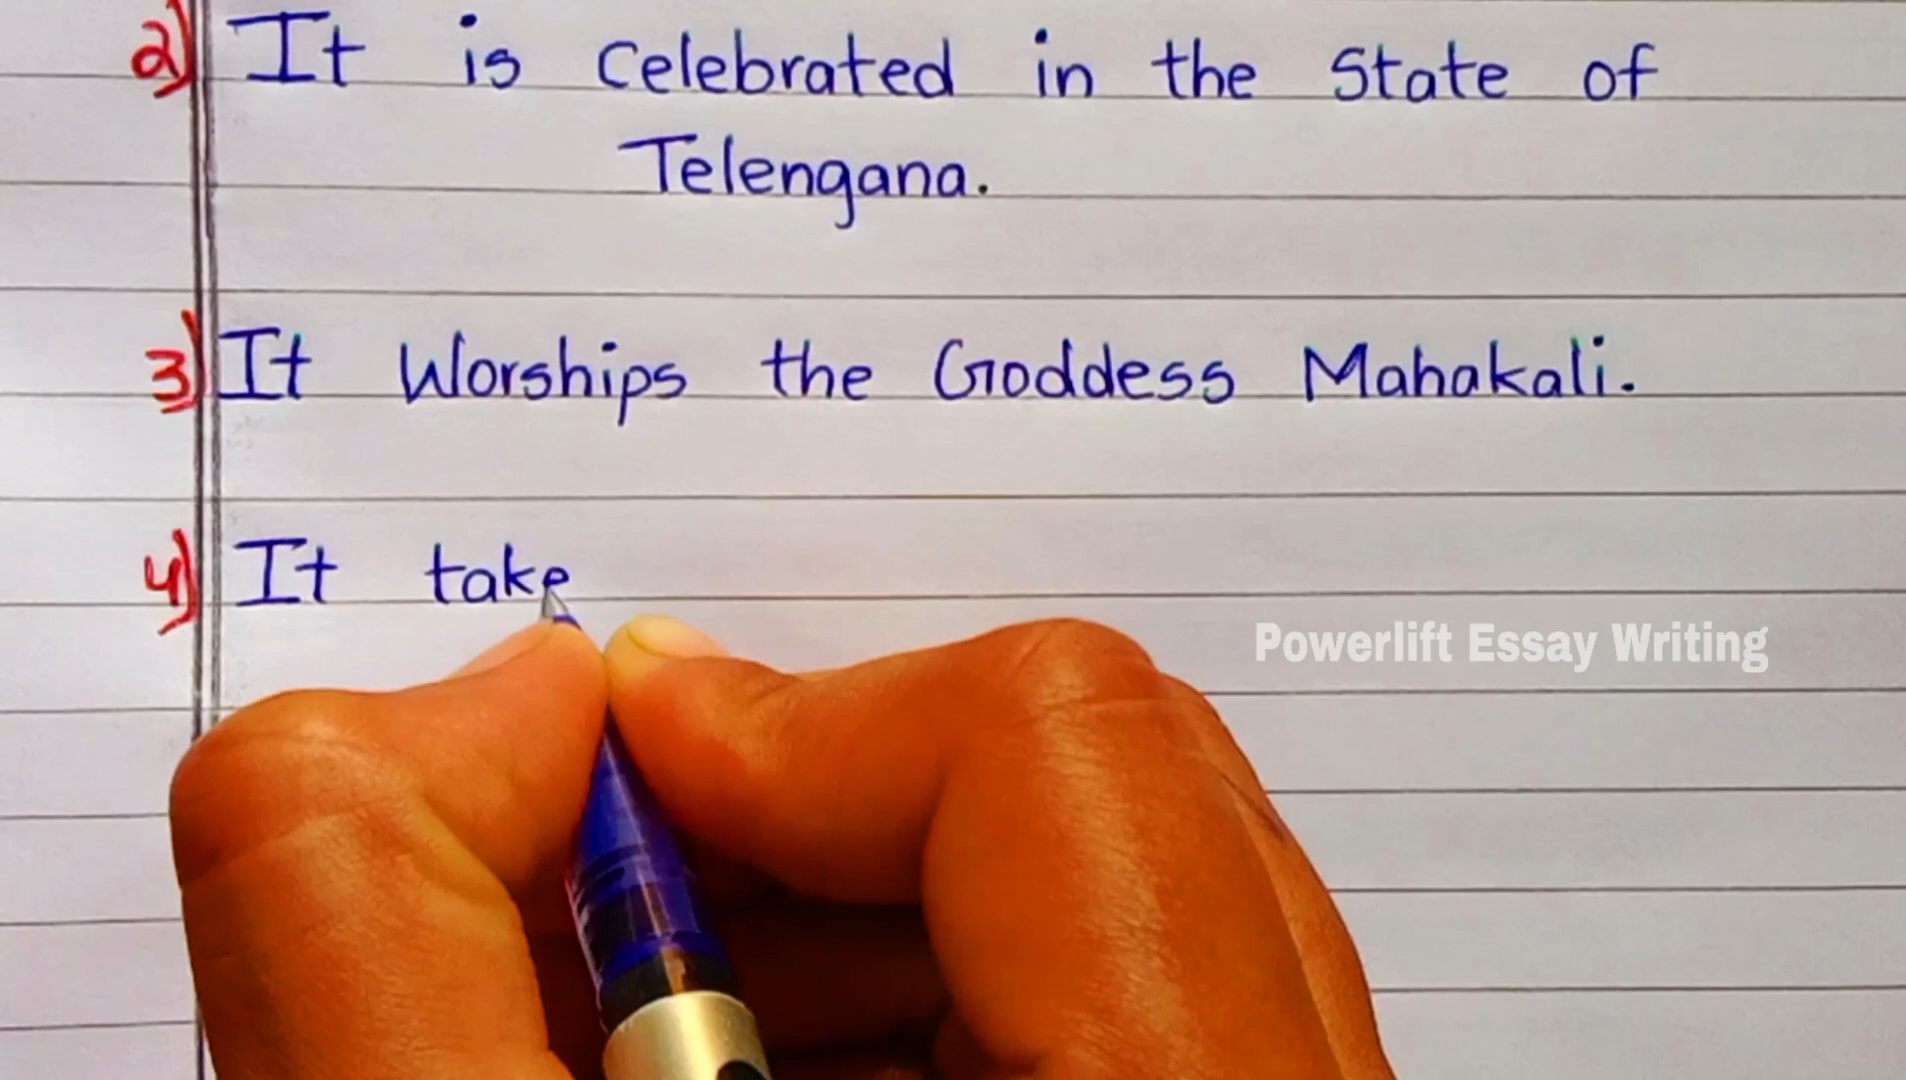 2) It is Celebrated in the State of
Telengana.
3) It Worships the Goddess Mahakali.
4) It take
Powerlift Essay Writing